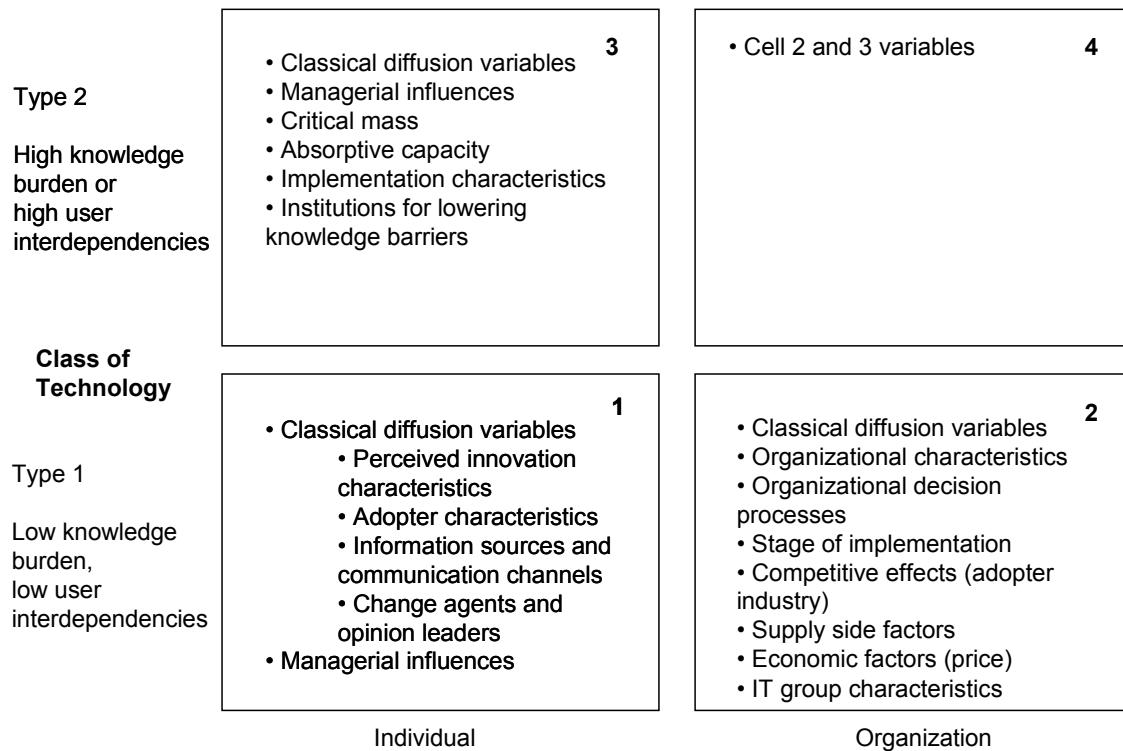 3
• Classical diffusion variables
• Managerial influences
• Critical mass
• Absorptive capacity
• Implementation characteristics
• Institutions for lowering
knowledge barriers
4
• Cell 2 and 3 variables
Type 2
High knowledge
burden or
high user
interdependencies
Class of
Technology
1
• Classical diffusion variables
• Perceived innovation
characteristics
• Adopter characteristics
• Information sources and
communication channels
• Change agents and
opinion leaders
• Managerial influences
2
• Classical diffusion variables
• Organizational characteristics
• Organizational decision
processes
• Stage of implementation
• Competitive effects (adopter
industry)
• Supply side factors
• Economic factors (price)
• IT group characteristics
Type 1
Low knowledge
burden,
low user
interdependencies
Individual
Organization